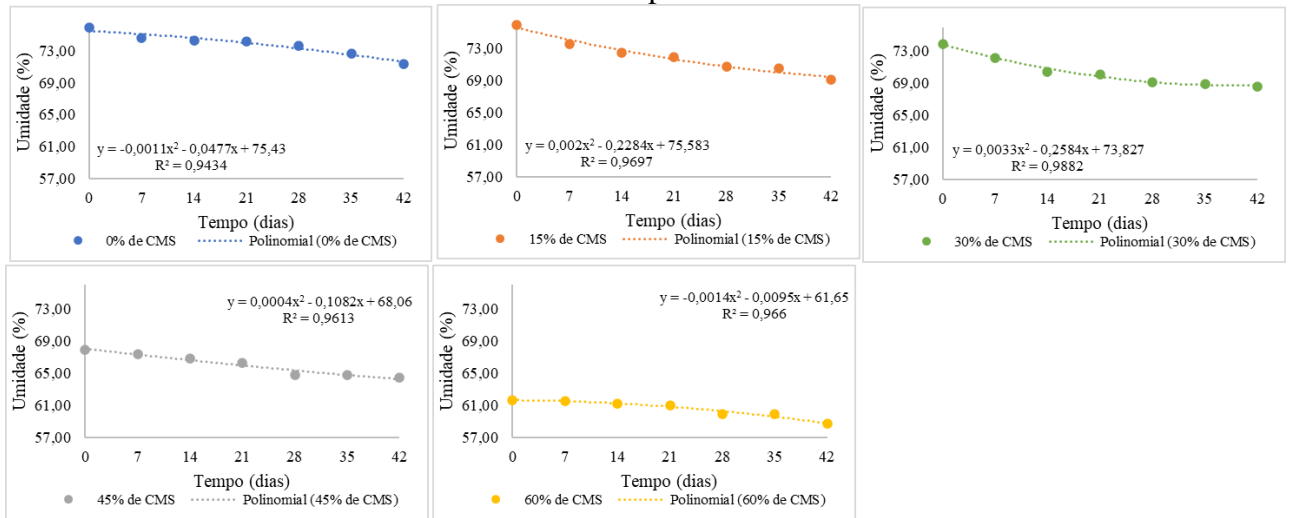 Umidade (%)
73,00
69,00
65,00
61,00
57,00
y = -0,0011x² - 0,0477x + 75,43
R² = 0,9434
0 7 14 21 28 35 42
Tempo (dias)
0% de CMS Polinomial (0% de CMS)
Umidade (%)
73,00
69,00
65,00
61,00
57,00
y = 0,002x² - 0,2284x + 75,583
R² = 0,9697
0 7 14 21 28 35 42
Tempo (dias)
15% de CMS Polinomial (15% de CMS)
Umidade (%)
73,00
69,00
65,00
61,00
57,00
y = 0,0033x² - 0,2584x + 73,827
R² = 0,9882
0 7 14 21 28 35 42
Tempo (dias)
30% de CMS Polinomial (30% de CMS)
Umidade (%)
73,00
69,00
65,00
61,00
57,00
y = 0,0004x² - 0,1082x + 68,06
R² = 0,9613
0 7 14 21 28 35 42
Tempo (dias)
45% de CMS Polinomial (45% de CMS)
Umidade (%)
73,00
69,00
65,00
61,00
57,00
y = -0,0014x² - 0,0095x + 61,65
R² = 0,966
0 7 14 21 28 35 42
Tempo (dias)
60% de CMS Polinomial (60% de CMS)